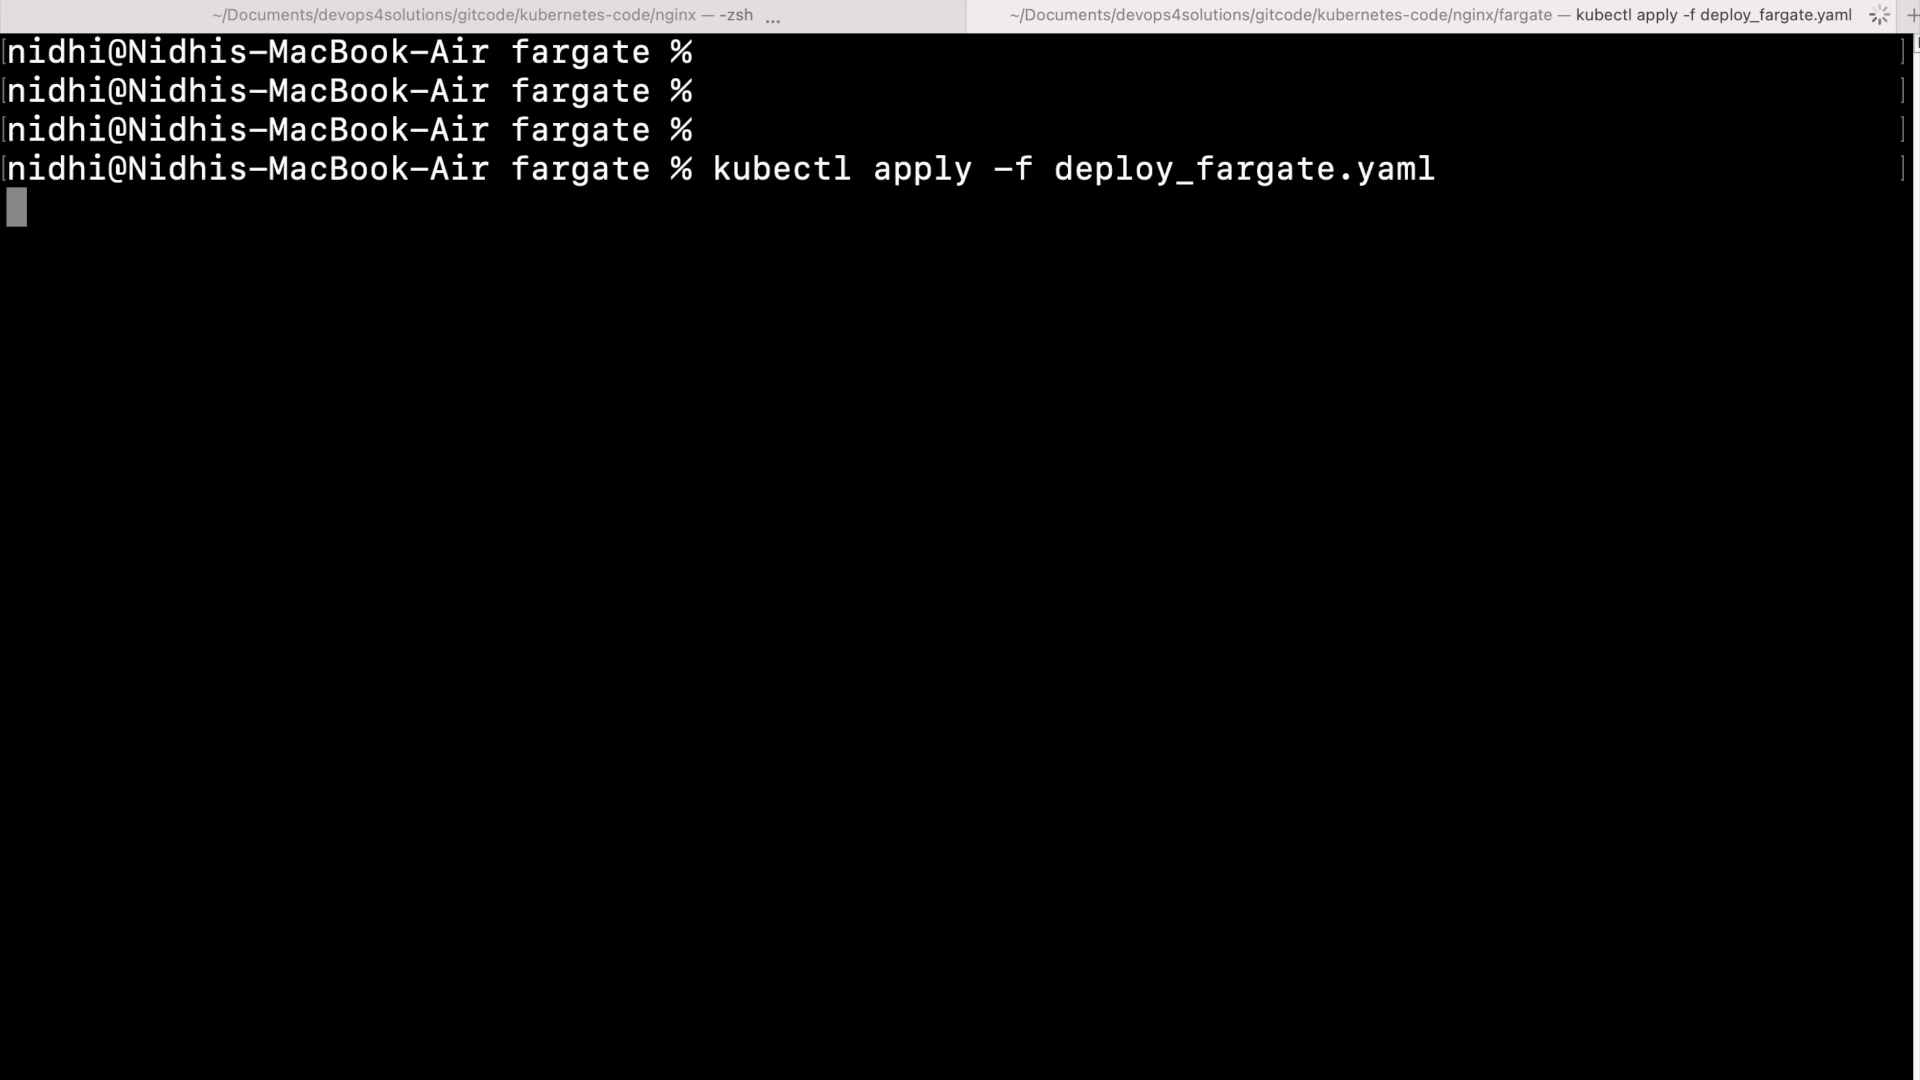 ~/Documents/devops4solutions/gitcode/kubernetes-code/nginx — -zsh ...
~/Documents/devops4solutions/gitcode/kubernetes-code/nginx/fargate — kubectl apply -f deploy_fargate.yaml
nidhi@Nidhis-MacBook-Air fargate %
nidhi@Nidhis-MacBook-Air fargate %
nidhi@Nidhis-MacBook-Air fargate %
nidhi@Nidhis-MacBook-Air fargate % kubectl apply -f deploy_fargate.yaml